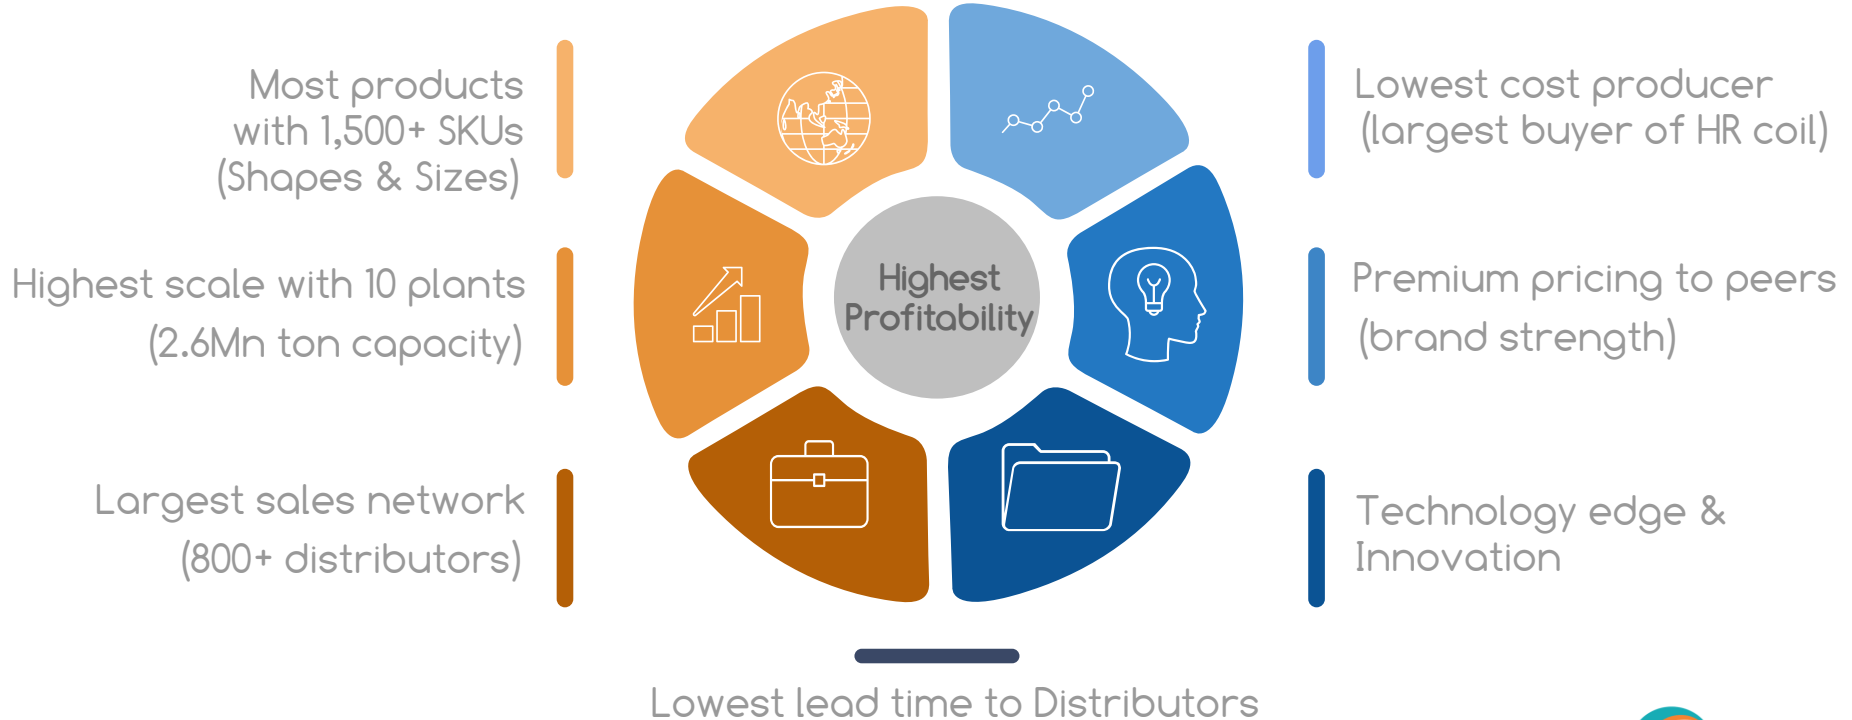 Most products
with 1,500+ SKUs
(Shapes & Sizes)
Highest scale with 10 plants
(2.6Mn ton capacity)
Largest sales network
(800+ distributors)
Highest
Profitability
Lowest cost producer
(largest buyer of HR coil)
Premium pricing to peers
(brand strength)
Technology edge &
Innovation
Lowest lead time to Distributors